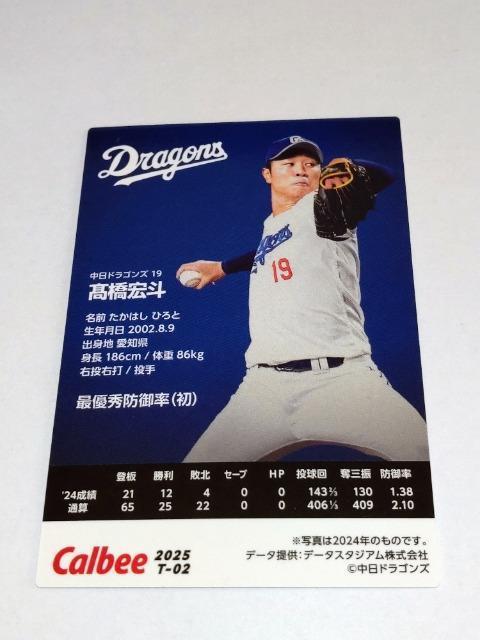 Dragons
Dragons
19
中日ドラゴンズ 19
髙橋宏斗
名前 たかはし ひろと
生年月日 2002.8.9
出身地 愛知県
身長 186cm / 体重 86kg
右投右打 / 投手
最優秀防御率(初)
登板 勝利 敗北 セーブ HP 投球回 奪三振 防御率
'24成績 21 12 4 0 0 143⅔ 130 1.38
通算 65 25 22 0 0 406⅓ 409 2.10
Calbee 2025
T-02
※写真は2024年のものです。
データ提供:データスタジアム株式会社
©中日ドラゴンズ